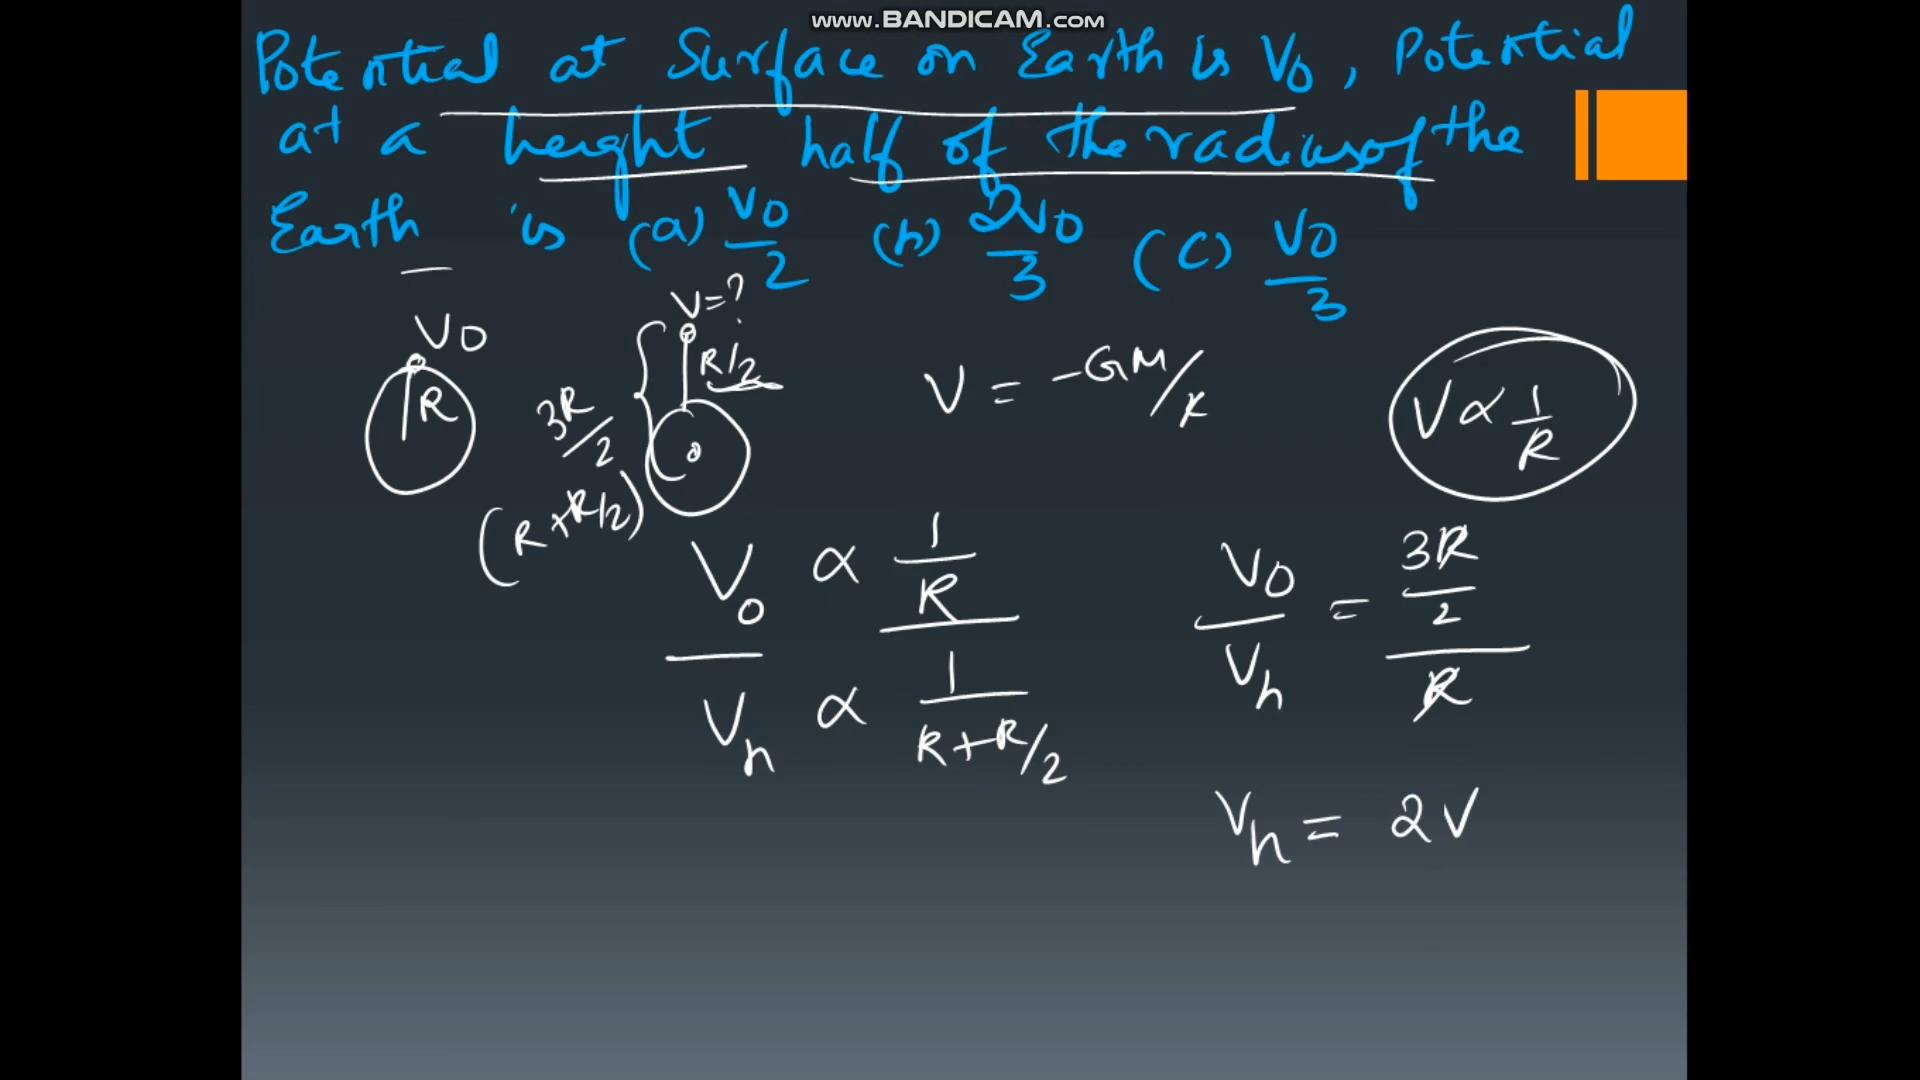 www.BANDICAM.com
Potential at Surface on Earth is V0, Potential
at a height half of the radius of the
Earth is (a) V0/2 (b) 2V0/3 (c) V0/3
V0
R
V=?
R/2
3R/2
(R+R/2)
V = -GM/r
V ∝ 1/R
V0 ∝ 1/R
Vh ∝ 1/R+R/2
V0/Vh = 3R/2/R
Vh = 2V